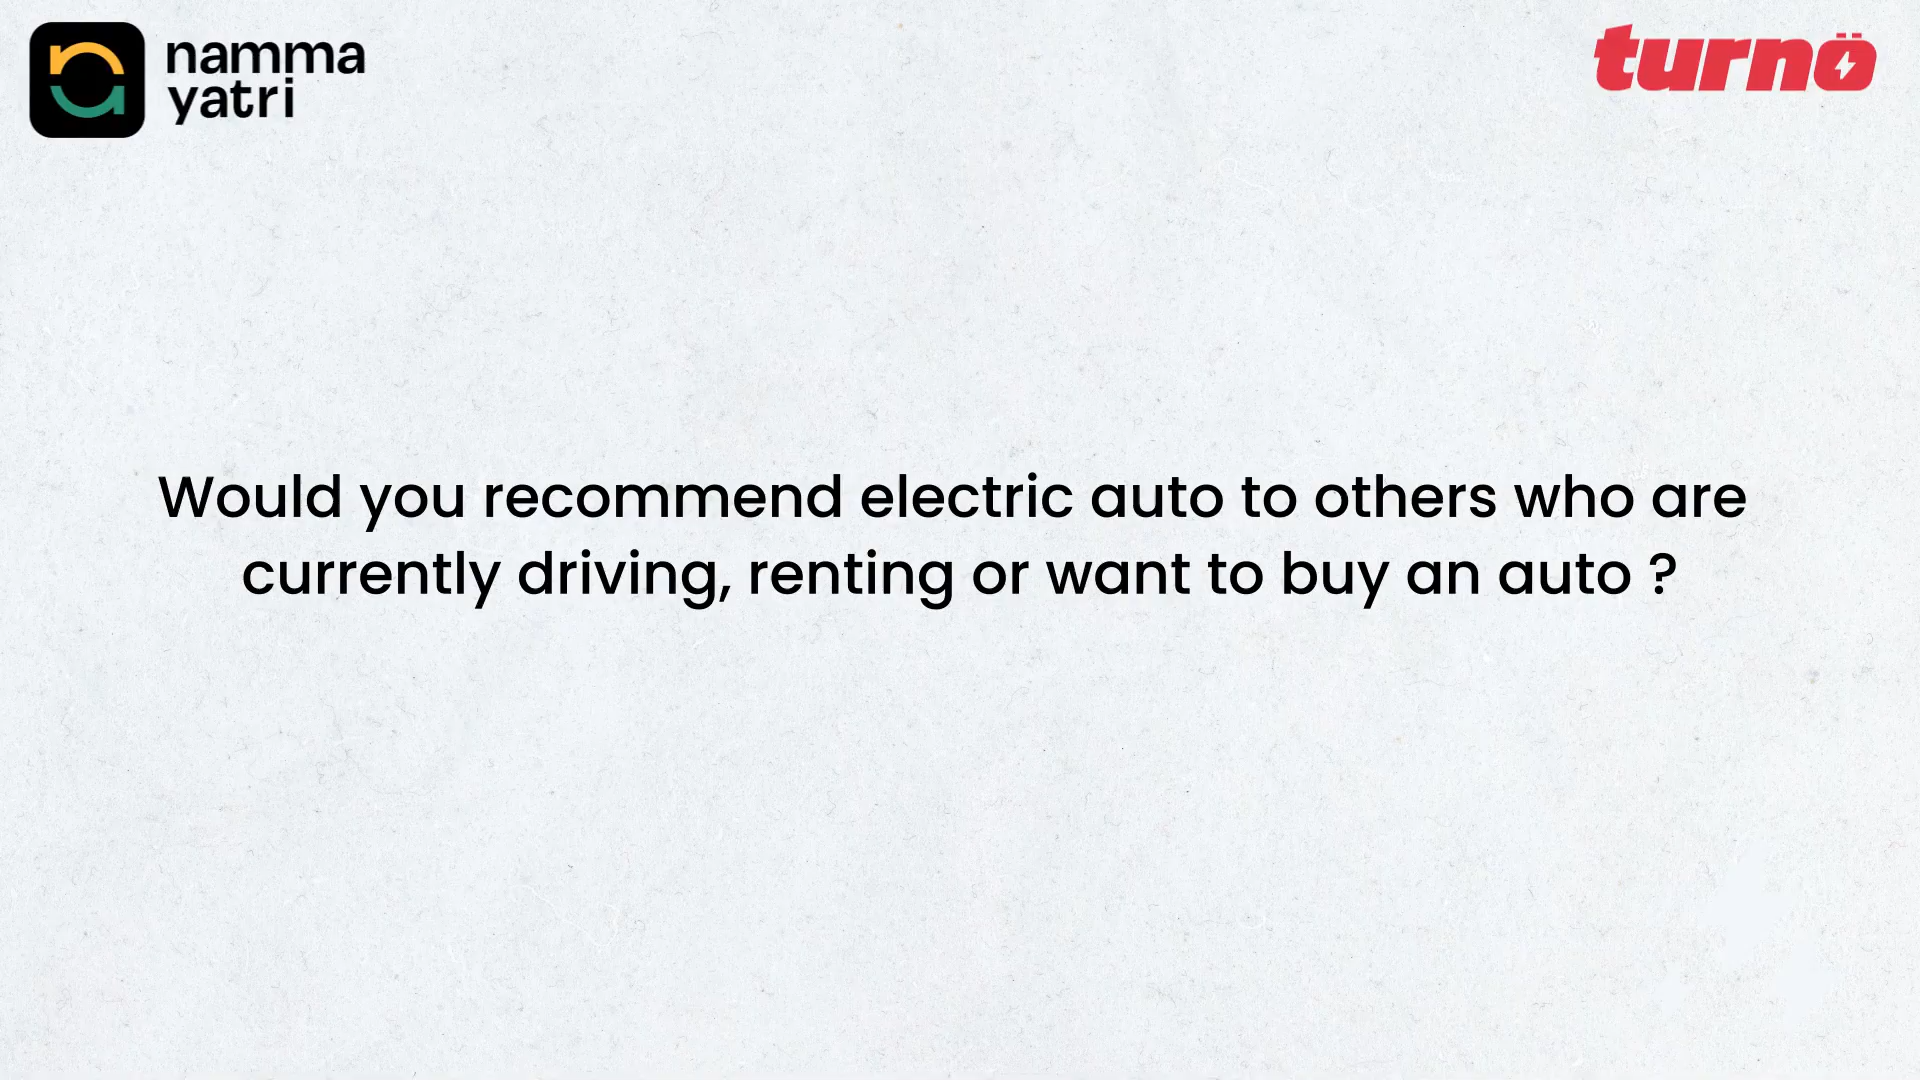 namma
yatri
turnö
Would you recommend electric auto to others who are
currently driving, renting or want to buy an auto ?